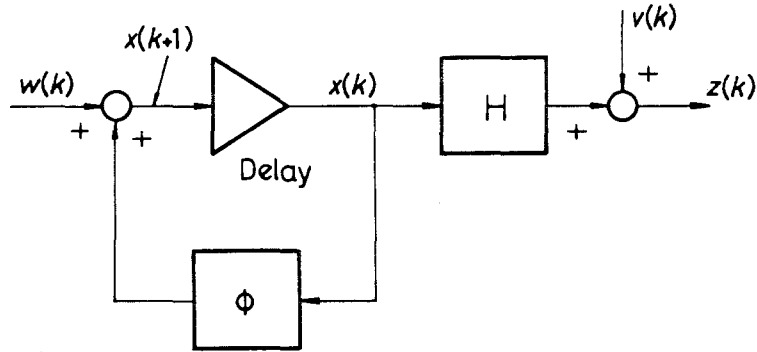 x(k+1)
v(k)
w(k)
x(k)
H
z(k)
+
+
+
+
Delay
Φ